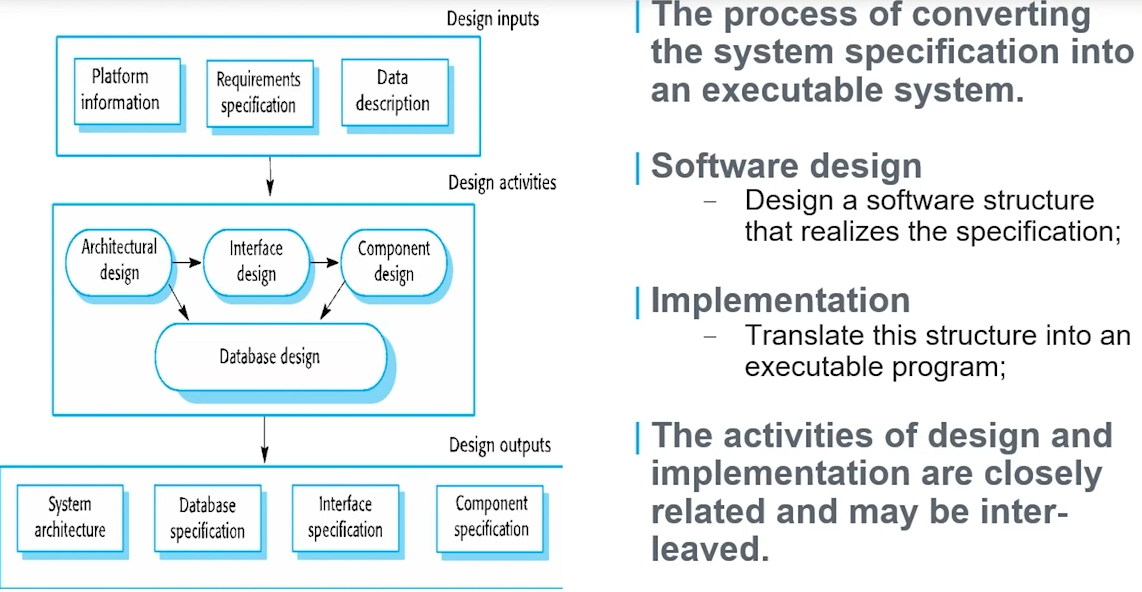 Design inputs
Platform
information
Requirements
specification
Data
description
Design activities
Architectural
design
Interface
design
Component
design
Database design
Design outputs
System
architecture
Database
specification
Interface
specification
Component
specification
The process of converting
the system specification into
an executable system.
Software design
– Design a software structure
that realizes the specification;
Implementation
– Translate this structure into an
executable program;
The activities of design and
implementation are closely
related and may be inter-
leaved.